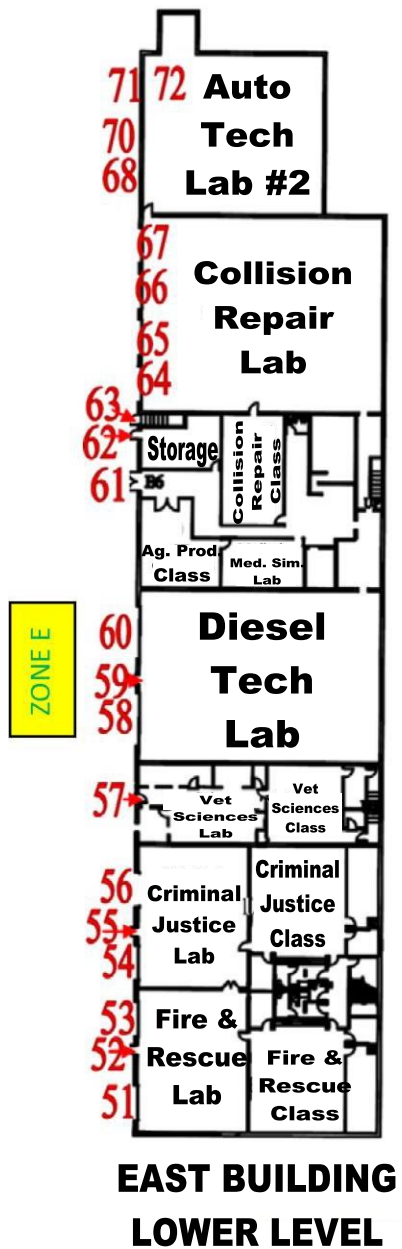 71 72 Auto
70 Tech
68 Lab #2
67
66 Collision
Repair
65 Lab
64
63
62 Storage
Collision
Repair
Class
61 B6
Ag. Prod.
Class
Med. Sim.
Lab
ZONE E
60 Diesel
59 Tech
58 Lab
57
Vet
Sciences
Lab
Vet
Sciences
Class
56 Criminal
55 Justice
54 Lab
Criminal
Justice
Class
53 Fire &
52 Rescue
51 Lab
Fire &
Rescue
Class
EAST BUILDING
LOWER LEVEL